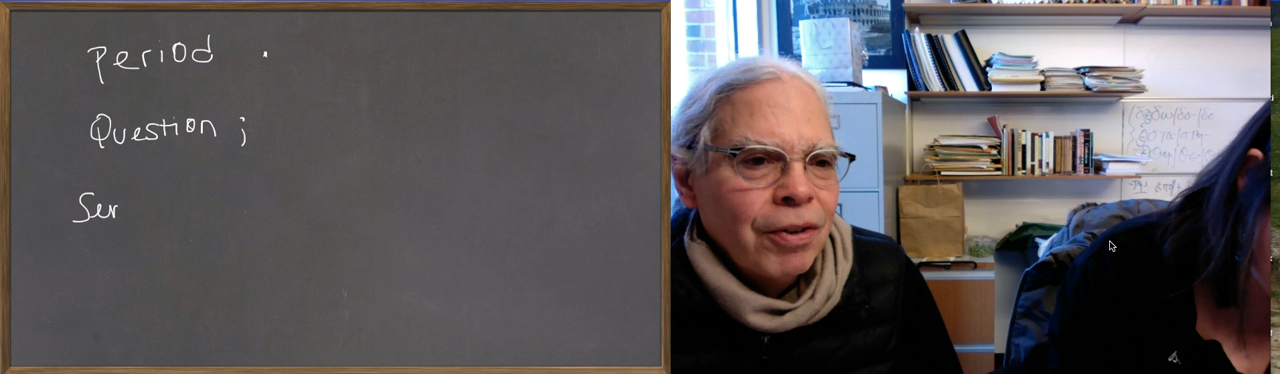 Period .
Question ;
Ser